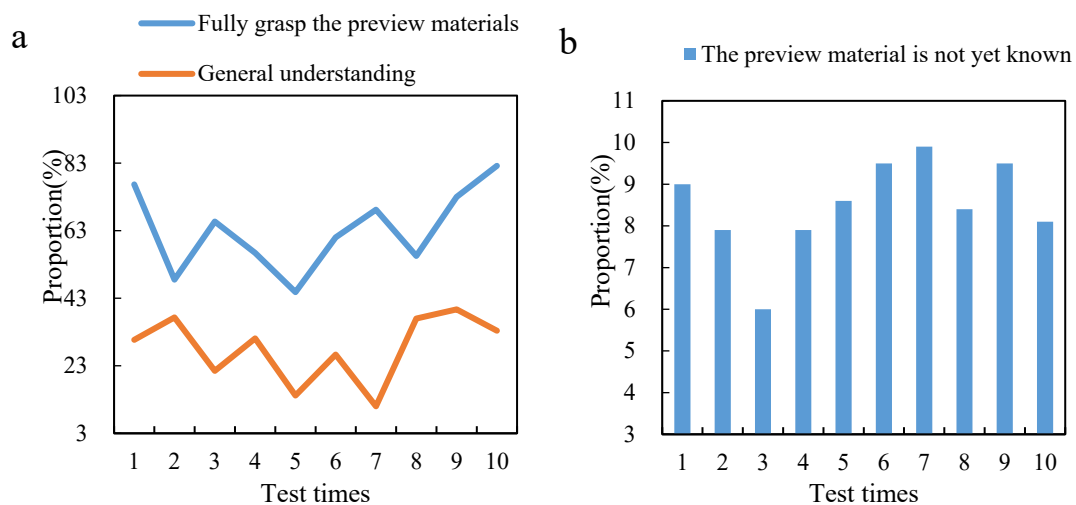 a
Fully grasp the preview materials
General understanding
Proportion(%)
103
83
63
43
23
3
1 2 3 4 5 6 7 8 9 10
Test times
b
The preview material is not yet known
Proportion(%)
11
10
9
8
7
6
5
4
3
1 2 3 4 5 6 7 8 9 10
Test times